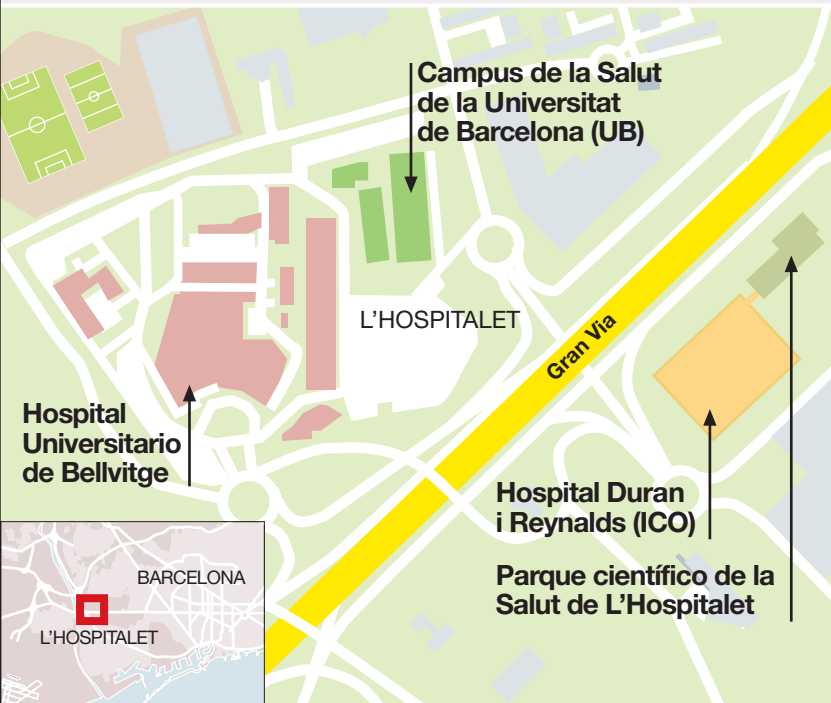 Campus de la Salut
de la Universitat
de Barcelona (UB)
L'HOSPITALET
Gran Via
Hospital
Universitario
de Bellvitge
Hospital Duran
i Reynalds (ICO)
Parque científico de la
Salut de L'Hospitalet
BARCELONA
L'HOSPITALET